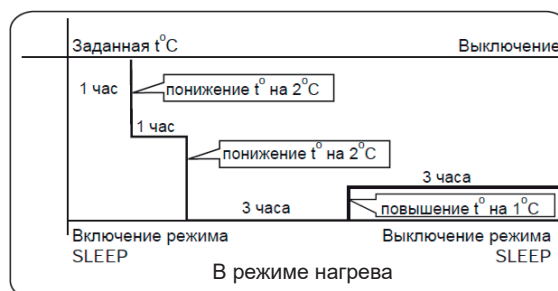 Заданная t°C
Выключение
1 час
понижение t° на 2°C
1 час
понижение t° на 2°C
3 часа
3 часа
повышение t° на 1°C
Включение режима
SLEEP
Выключение режима
SLEEP
В режиме нагрева